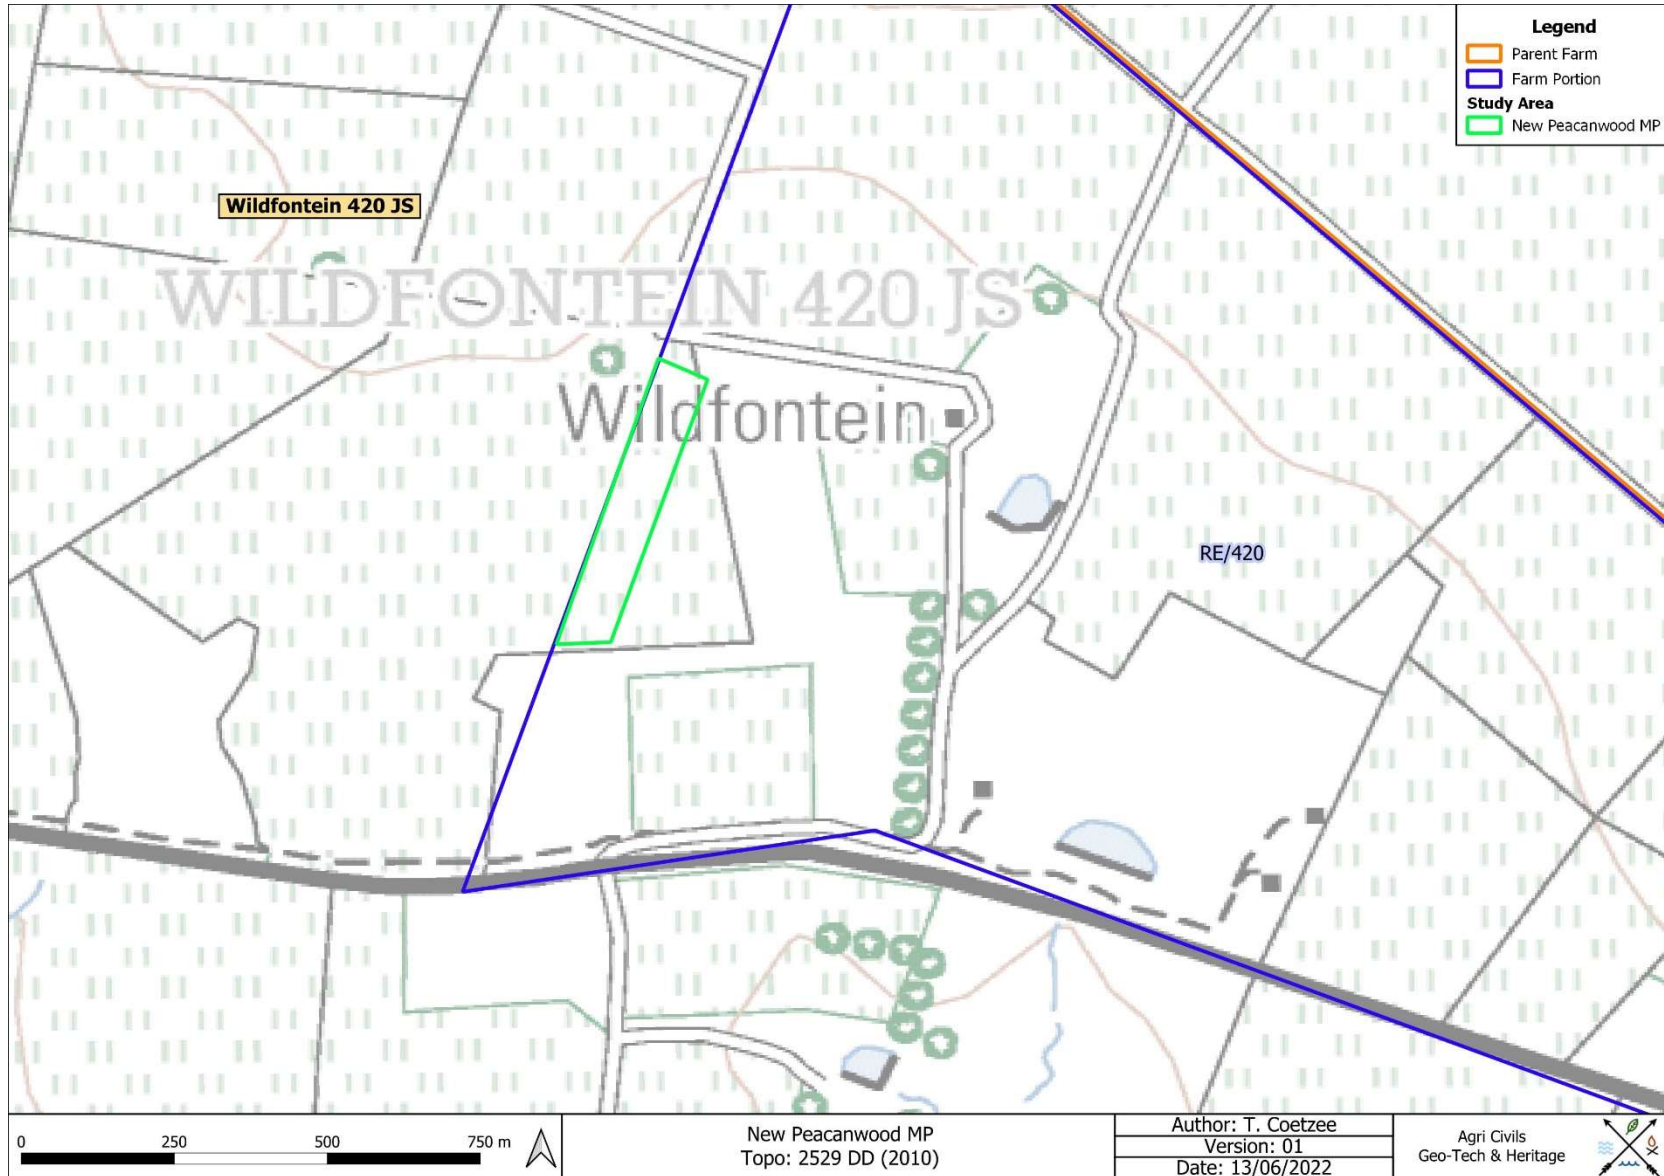 Legend
Parent Farm
Farm Portion
Study Area
New Peacanwood MP
Wildfontein 420 JS
WILDFONTEIN 420 JS
Wildfontein
RE/420
0 250 500 750 m
New Peacanwood MP
Topo: 2529 DD (2010)
Author: T. Coetzee
Version: 01
Date: 13/06/2022
Agri Civils
Geo-Tech & Heritage